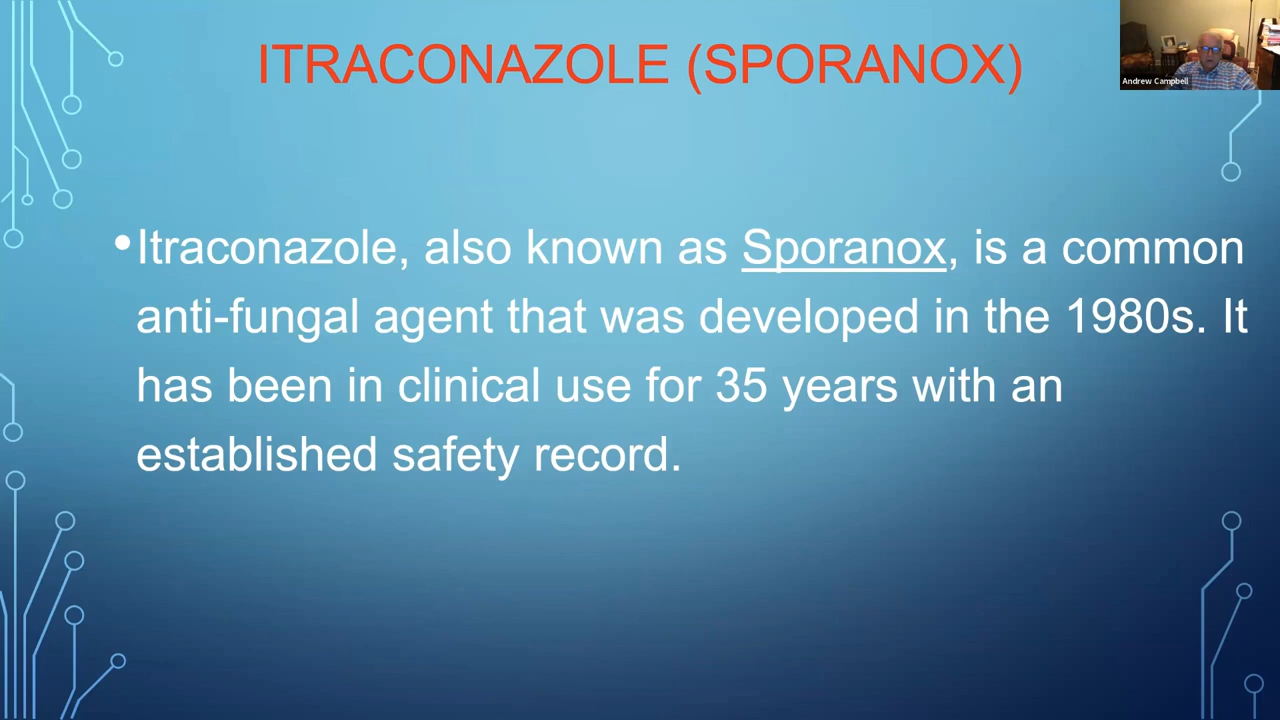 ITRACONAZOLE (SPORANOX)
Andrew Campbell
•Itraconazole, also known as Sporanox, is a common
anti-fungal agent that was developed in the 1980s. It
has been in clinical use for 35 years with an
established safety record.